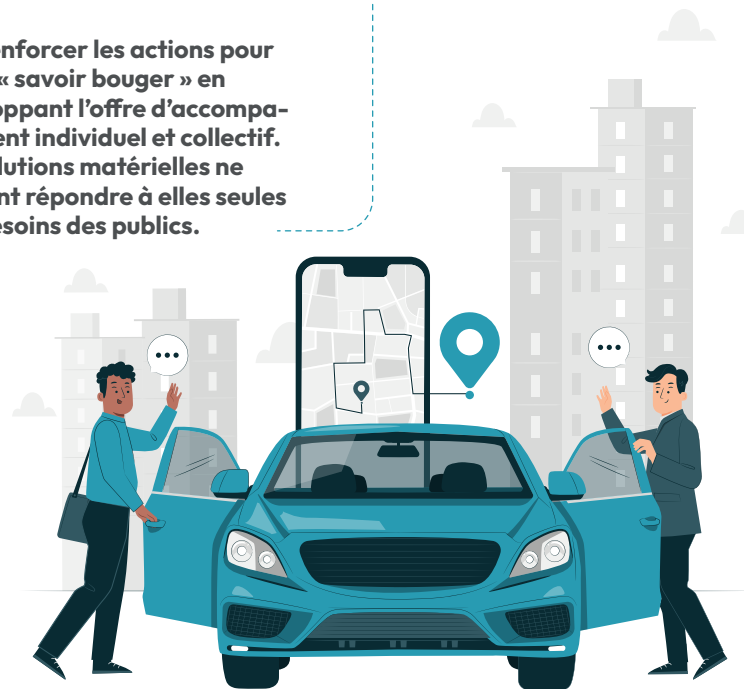 enforcer les actions pour
« savoir bouger » en
oppant l’offre d’accompa-
ent individuel et collectif.
lutions matérielles ne
nt répondre à elles seules
esoins des publics.